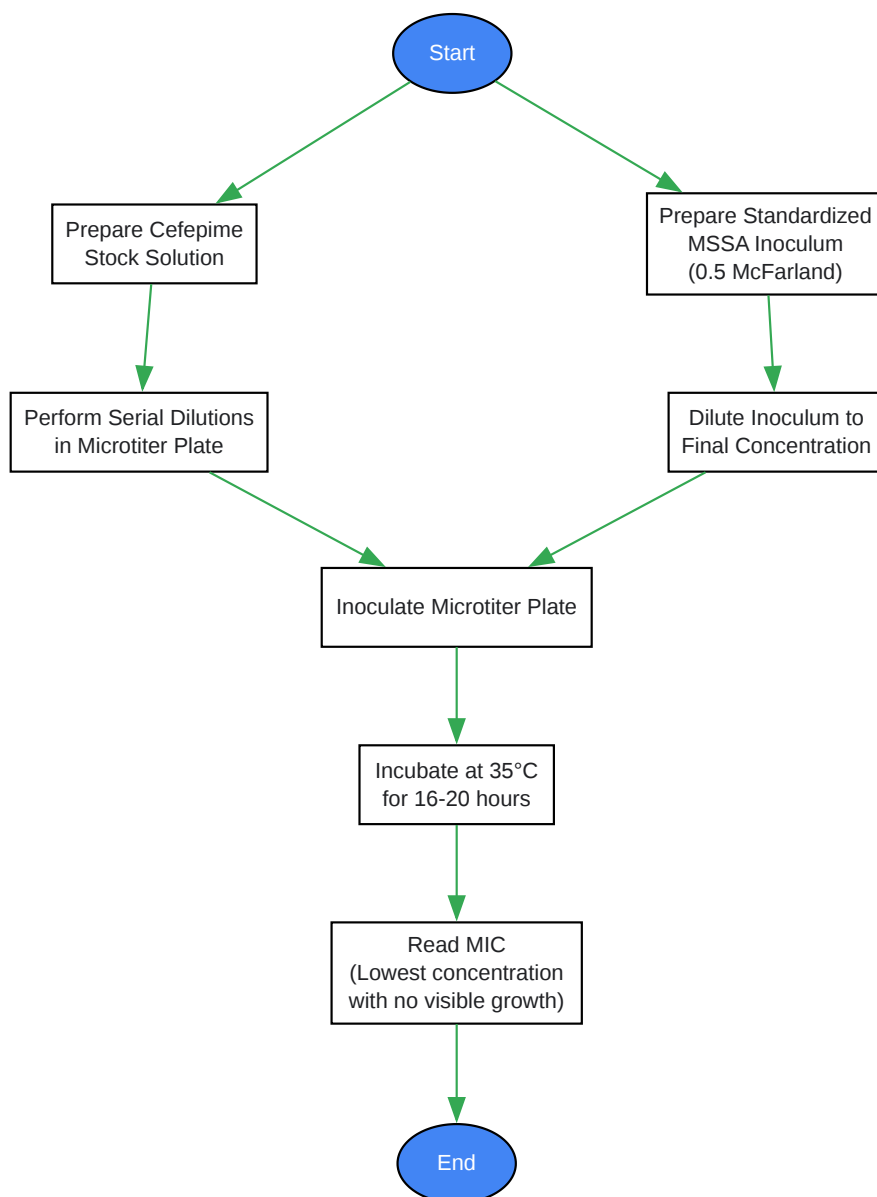 Start
Prepare Cefepime
Stock Solution
Prepare Standardized
MSSA Inoculum
(0.5 McFarland)
Perform Serial Dilutions
in Microtiter Plate
Dilute Inoculum to
Final Concentration
Inoculate Microtiter Plate
Incubate at 35°C
for 16-20 hours
Read MIC
(Lowest concentration
with no visible growth)
End